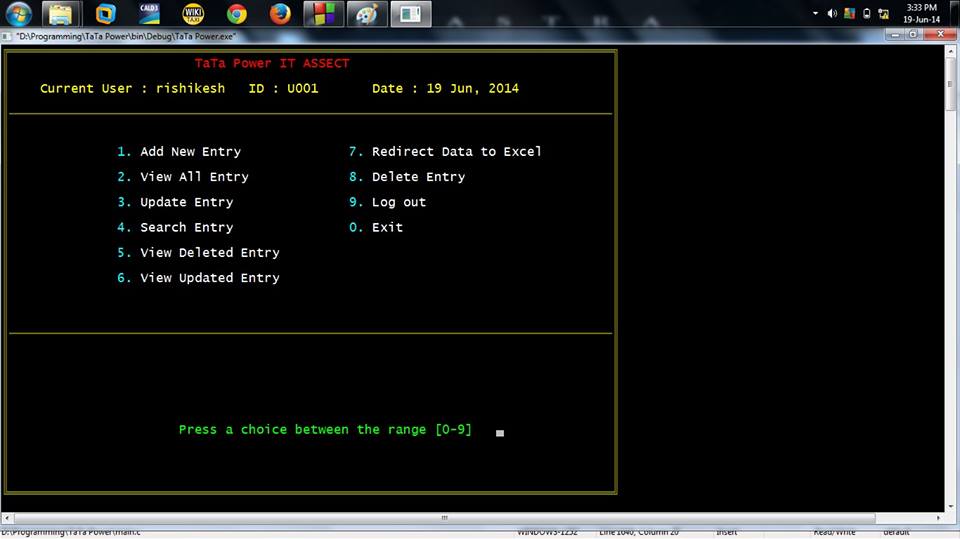 CALD3
WIKI
TAXI
ASTRA
3:33 PM
19-Jun-14
"D:\Programming\TaTa Power\bin\Debug\TaTa Power.exe"
TaTa Power IT ASSECT
Current User : rishikesh ID : U001 Date : 19 Jun, 2014
1. Add New Entry 7. Redirect Data to Excel
2. View All Entry 8. Delete Entry
3. Update Entry 9. Log out
4. Search Entry 0. Exit
5. View Deleted Entry
6. View Updated Entry
Press a choice between the range [0-9]
D:\Programming\TaTa Power\main.c WINDOWS-1252 Line 1040, Column 20 Insert Read/Write default